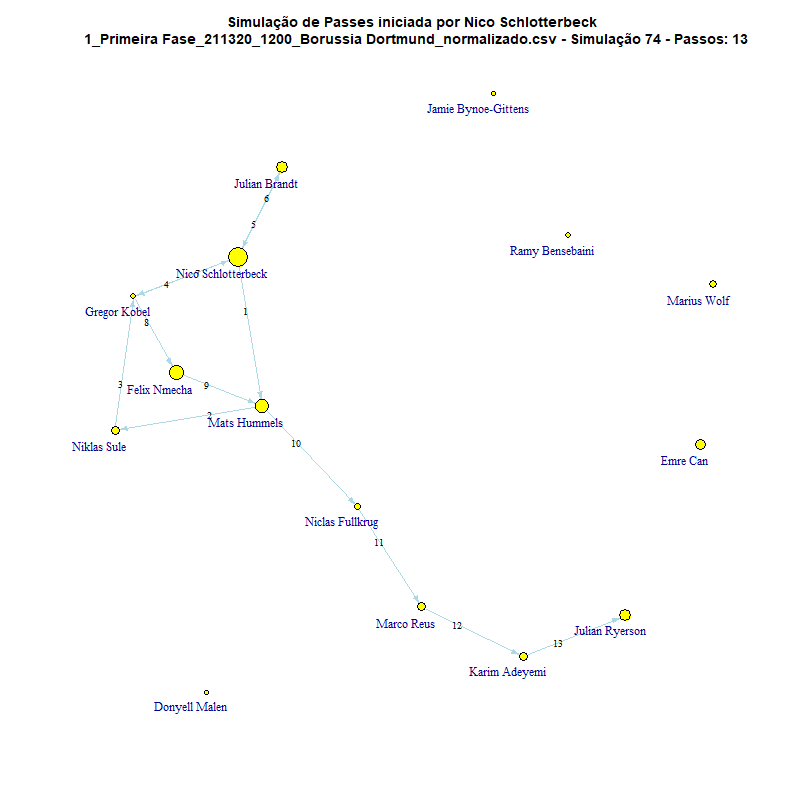 Simulação de Passes iniciada por Nico Schlotterbeck
1_Primeira Fase_211320_1200_Borussia Dortmund_normalizado.csv - Simulação 74 - Passos: 13
Jamie Bynoe-Gittens
Julian Brandt
6
5
Ramy Bensebaini
Nico Schlotterbeck
7
4
Marius Wolf
Gregor Kobel
1
8
3
9
Felix Nmecha
2
Mats Hummels
Niklas Sule
10
Emre Can
Niclas Fullkrug
11
Marco Reus
12
Julian Ryerson
13
Karim Adeyemi
Donyell Malen